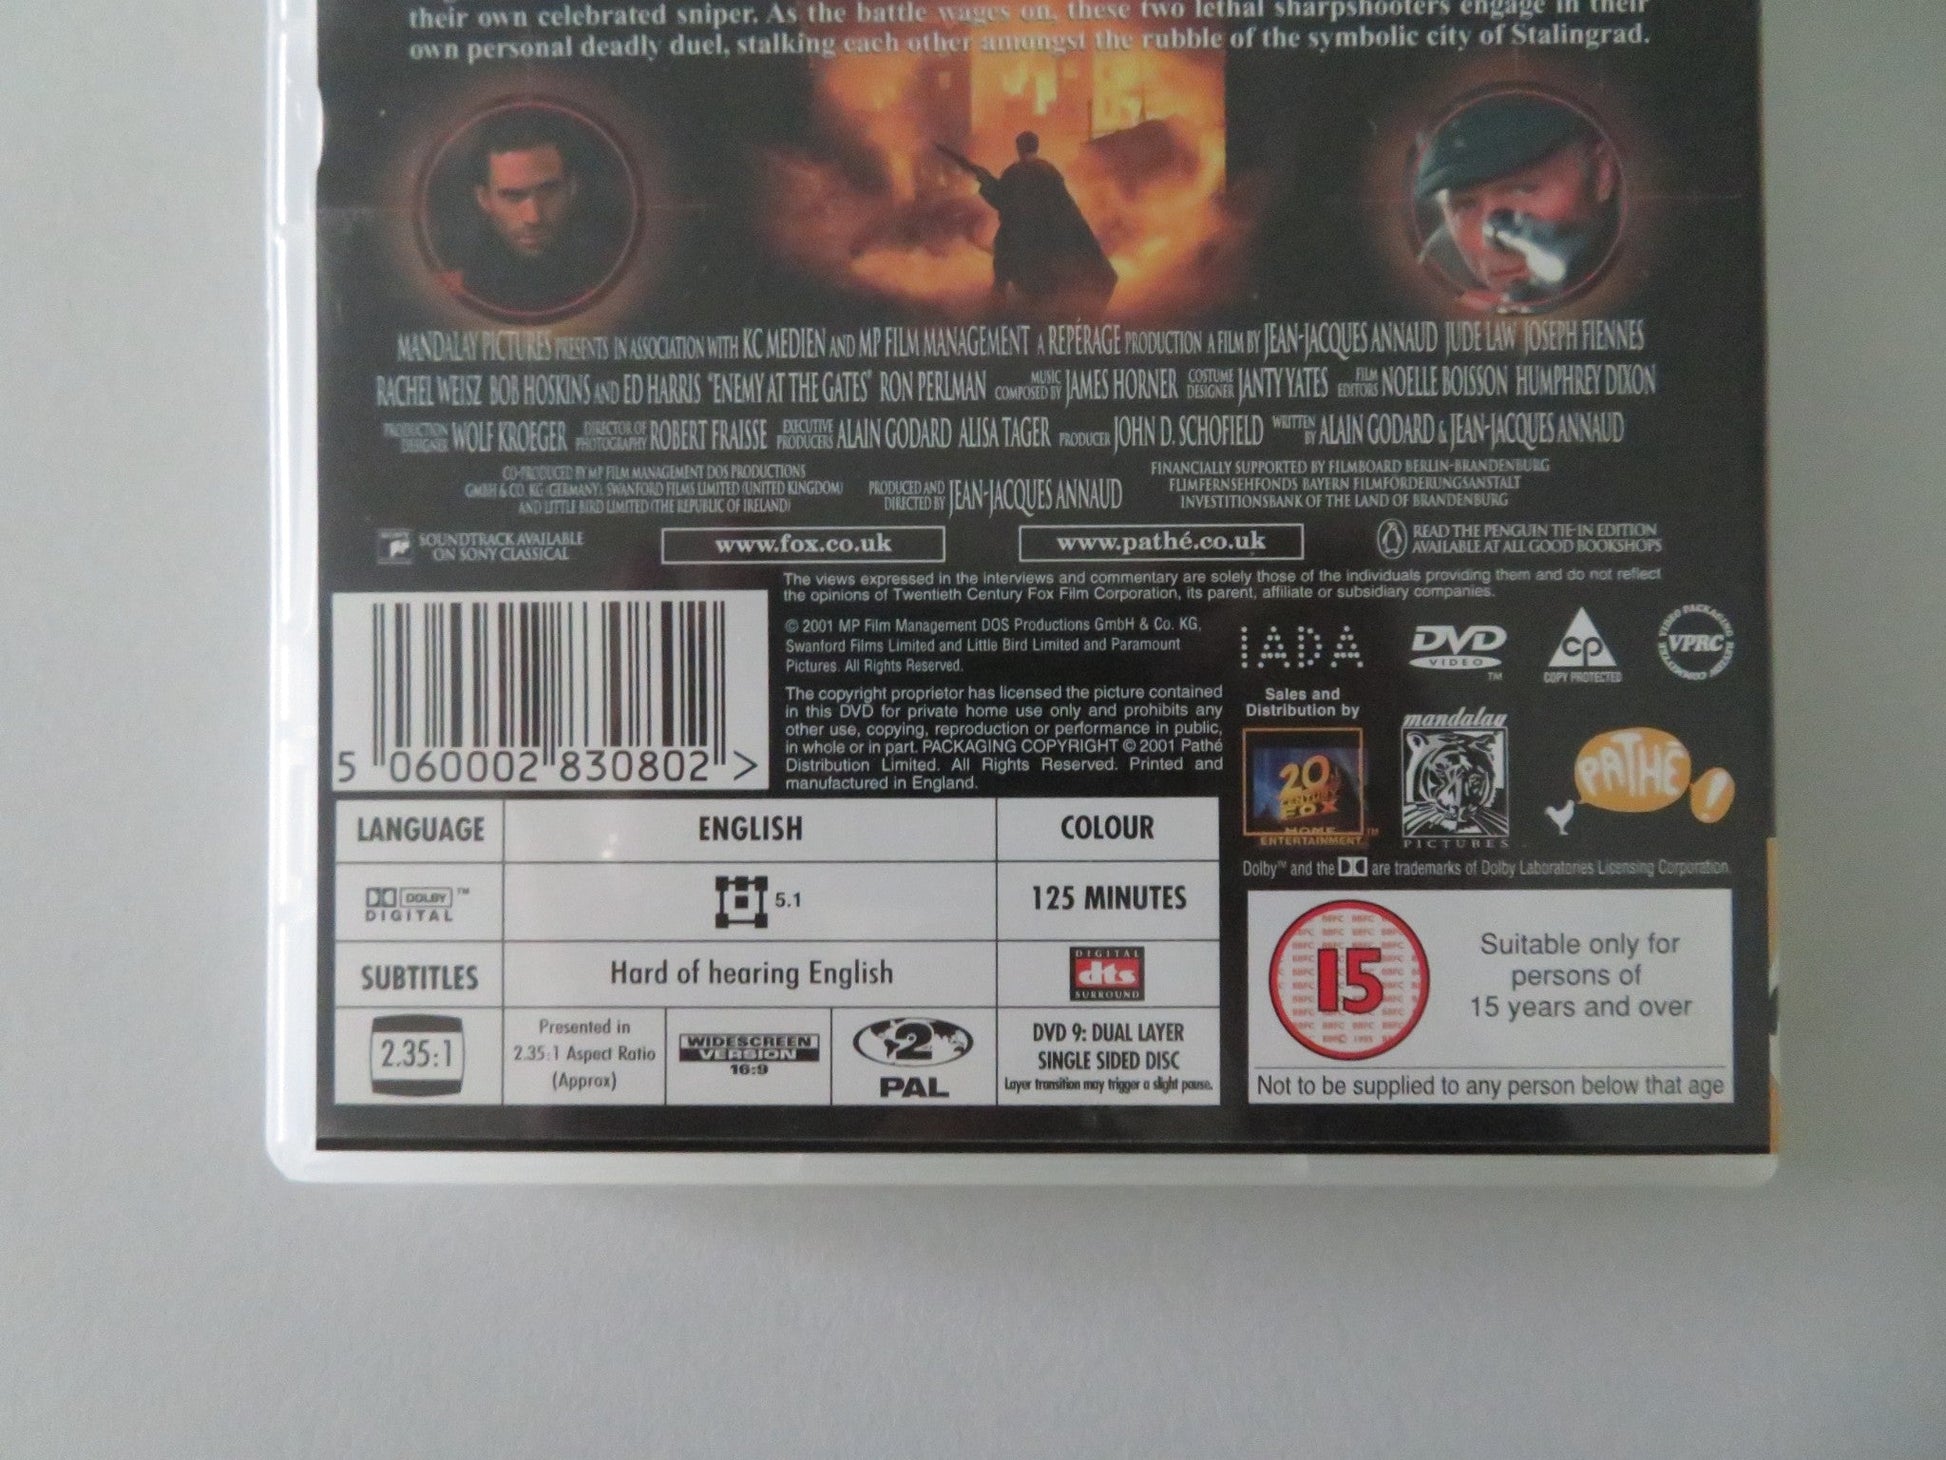 their own celebrated sniper. As the battle wages on, these two lethal sharpshooters engage in their
own personal deadly duel, stalking each other amongst the rubble of the symbolic city of Stalingrad.
MANDALAY PICTURES PRESENTS IN ASSOCIATION WITH KC MEDIEN AND MP FILM MANAGEMENT A REPÉRAGE PRODUCTION A FILM BY JEAN-JACQUES ANNAUD JUDE LAW JOSEPH FIENNES
RACHEL WEISZ BOB HOSKINS AND ED HARRIS "ENEMY AT THE GATES" RON PERLMAN MUSIC COMPOSED BY JAMES HORNER COSTUME DESIGNER JANTY YATES FILM EDITORS NOELLE BOISSON HUMPHREY DIXON
PRODUCTION DESIGNER WOLF KROEGER DIRECTOR OF PHOTOGRAPHY ROBERT FRAISSE EXECUTIVE PRODUCERS ALAIN GODARD ALISA TAGER PRODUCER JOHN D. SCHOFIELD WRITTEN BY ALAIN GODARD & JEAN-JACQUES ANNAUD
CO-PRODUCED BY MP FILM MANAGEMENT DOS PRODUCTIONS
GMBH & CO. KG (GERMANY), SWANFORD FILMS LIMITED (UNITED KINGDOM)
AND LITTLE BIRD LIMITED (THE REPUBLIC OF IRELAND)
PRODUCED AND DIRECTED BY JEAN-JACQUES ANNAUD
FINANCIALLY SUPPORTED BY FILMBOARD BERLIN-BRANDENBURG
FLIMFERNSEHFONDS BAYERN FILMFÖRDERUNGSANSTALT
INVESTITIONSBANK OF THE LAND OF BRANDENBURG
SOUNDTRACK AVAILABLE
ON SONY CLASSICAL
www.fox.co.uk
www.pathé.co.uk
READ THE PENGUIN TIE-IN EDITION
AVAILABLE AT ALL GOOD BOOKSHOPS
The views expressed in the interviews and commentary are solely those of the individuals providing them and do not reflect
the opinions of Twentieth Century Fox Film Corporation, its parent, affiliate or subsidiary companies.
© 2001 MP Film Management DOS Productions GmbH & Co. KG,
Swanford Films Limited and Little Bird Limited and Paramount
Pictures. All Rights Reserved.
The copyright proprietor has licensed the picture contained
in this DVD for private home use only and prohibits any
other use, copying, reproduction or performance in public,
in whole or in part. PACKAGING COPYRIGHT © 2001 Pathé
Distribution Limited. All Rights Reserved. Printed and
manufactured in England.
5 060002 830802 >
IADA
DVD
VIDEO
TM
CP
COPY PROTECTED
VPRC
Sales and
Distribution by
20th
CENTURY
FOX
HOME
ENTERTAINMENT
TM
mandalay
PICTURES
PATHÉ!
Dolby™ and the are trademarks of Dolby Laboratories Licensing Corporation.
LANGUAGE
ENGLISH
COLOUR
DOLBY ™
DIGITAL
5.1
125 MINUTES
SUBTITLES
Hard of hearing English
DIGITAL
dts
SURROUND
2.35:1
Presented in
2.35:1 Aspect Ratio
(Approx)
WIDESCREEN
VERSION
16:9
2
PAL
DVD 9: DUAL LAYER
SINGLE SIDED DISC
Layer transition may trigger a slight pause.
15
Suitable only for
persons of
15 years and over
Not to be supplied to any person below that age